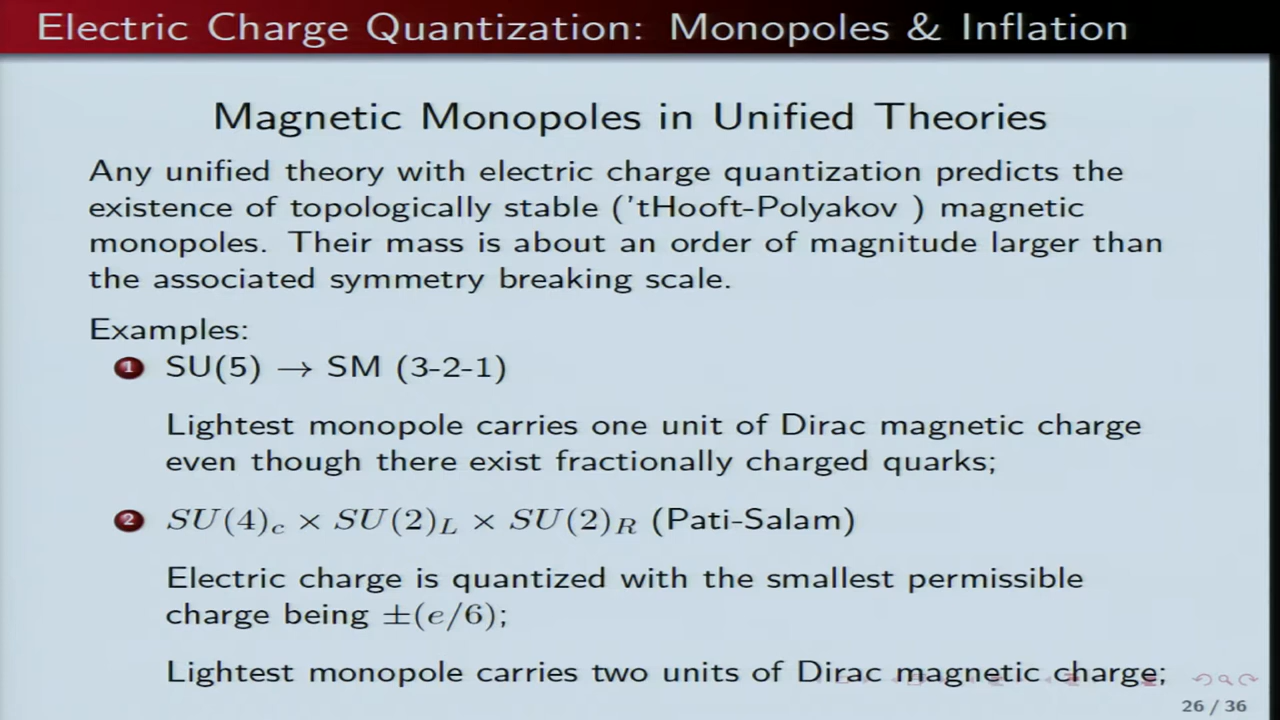 Electric Charge Quantization: Monopoles & Inflation
Magnetic Monopoles in Unified Theories
Any unified theory with electric charge quantization predicts the
existence of topologically stable ('tHooft-Polyakov ) magnetic
monopoles. Their mass is about an order of magnitude larger than
the associated symmetry breaking scale.
Examples:
1 SU(5) → SM (3-2-1)
Lightest monopole carries one unit of Dirac magnetic charge
even though there exist fractionally charged quarks;
2 SU(4)c × SU(2)L × SU(2)R (Pati-Salam)
Electric charge is quantized with the smallest permissible
charge being ±(e/6);
Lightest monopole carries two units of Dirac magnetic charge;
26 / 36